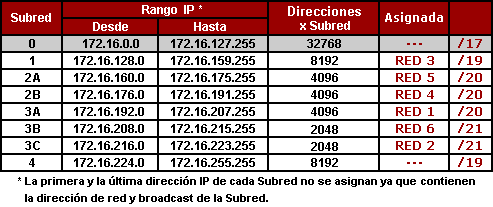 Subred Rango IP * Direcciones x Subred Asignada
Desde Hasta
0 172.16.0.0 172.16.127.255 32768 --- /17
1 172.16.128.0 172.16.159.255 8192 RED 3 /19
2A 172.16.160.0 172.16.175.255 4096 RED 5 /20
2B 172.16.176.0 172.16.191.255 4096 RED 4 /20
3A 172.16.192.0 172.16.207.255 4096 RED 1 /20
3B 172.16.208.0 172.16.215.255 2048 RED 6 /21
3C 172.16.216.0 172.16.223.255 2048 RED 2 /21
4 172.16.224.0 172.16.255.255 8192 --- /19
* La primera y la última dirección IP de cada Subred no se asignan ya que contienen
la dirección de red y broadcast de la Subred.